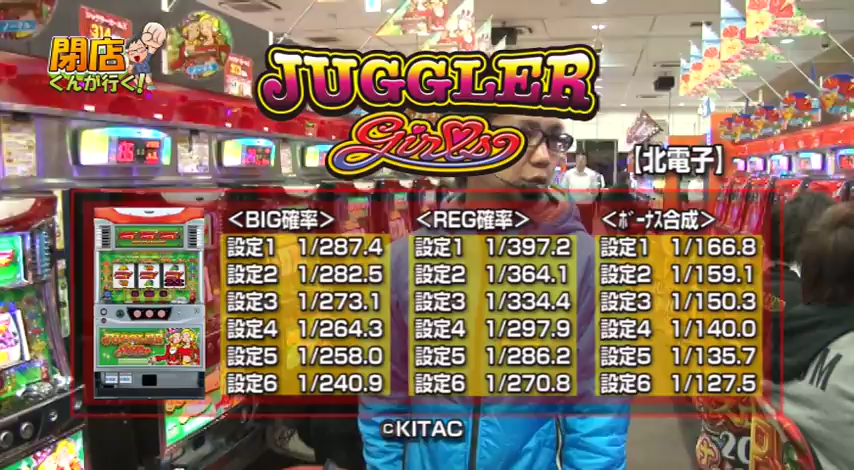 閉店
くんが行く!
JUGGLER
Girls
【北電子】
<BIG確率> <REG確率> <ボーナス合成>
設定1 1/287.4 設定1 1/397.2 設定1 1/166.8
設定2 1/282.5 設定2 1/364.1 設定2 1/159.1
設定3 1/273.1 設定3 1/334.4 設定3 1/150.3
設定4 1/264.3 設定4 1/297.9 設定4 1/140.0
設定5 1/258.0 設定5 1/286.2 設定5 1/135.7
設定6 1/240.9 設定6 1/270.8 設定6 1/127.5
JUGGLER
©KITAC
M
20